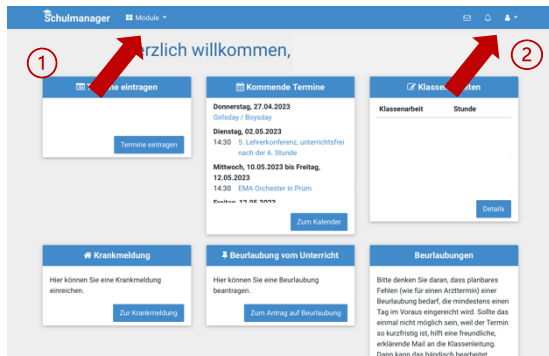 Schulmanager Module
1
2
erzlich willkommen,
Termine eintragen
Termine eintragen
Kommende Termine
Donnerstag, 27.04.2023
Girlsday / Boysday
Dienstag, 02.05.2023
14:30 5. Lehrerkonferenz, unterrichtsfrei
nach der 6. Stunde
Mittwoch, 10.05.2023 bis Freitag,
12.05.2023
14:30 EMA Orchester in Prüm
Freitag, 12.05.2023
Zum Kalender
Klassenarbeiten
Klassenarbeit Stunde
Details
Krankmeldung
Hier können Sie eine Krankmeldung
einreichen.
Zur Krankmeldung
Beurlaubung vom Unterricht
Hier können Sie eine Beurlaubung
beantragen.
Zum Antrag auf Beurlaubung
Beurlaubungen
Bitte denken Sie daran, dass planbares
Fehlen (wie für einen Arzttermin) einer
Beurlaubung bedarf, die mindestens einen
Tag im Voraus eingereicht wird. Sollte das
einmal nicht möglich sein, weil der Termin
so kurzfristig ist, hilft eine freundliche,
erklärende Mail an die Klassenleitung.
Dann kann das händisch bearbeitet